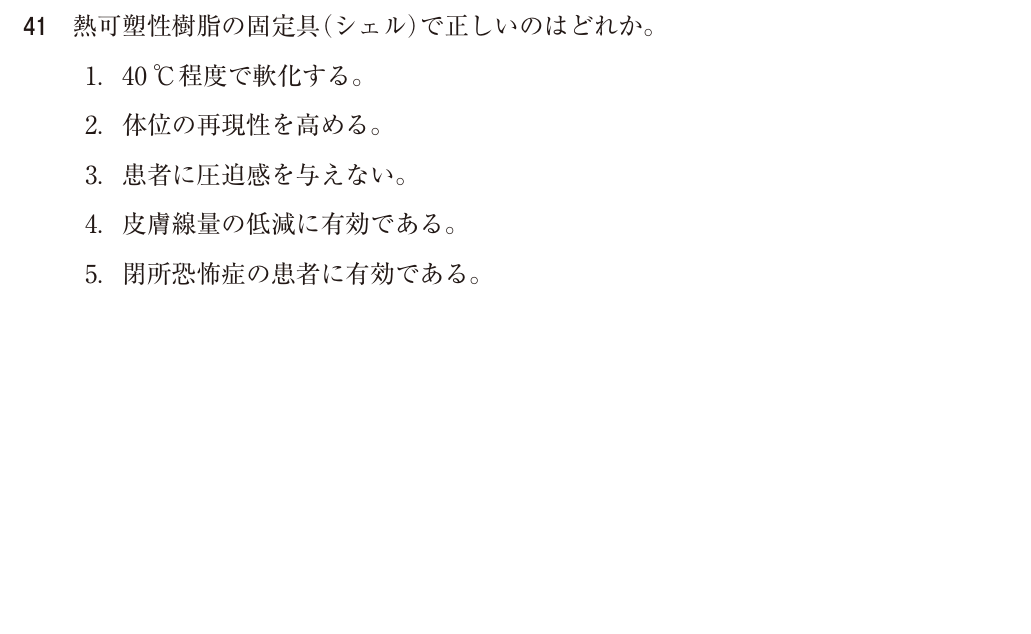 41 熱可塑性樹脂の固定具(シェル)で正しいのはどれか。
1. 40 ℃程度で軟化する。
2. 体位の再現性を高める。
3. 患者に圧迫感を与えない。
4. 皮膚線量の低減に有効である。
5. 閉所恐怖症の患者に有効である。